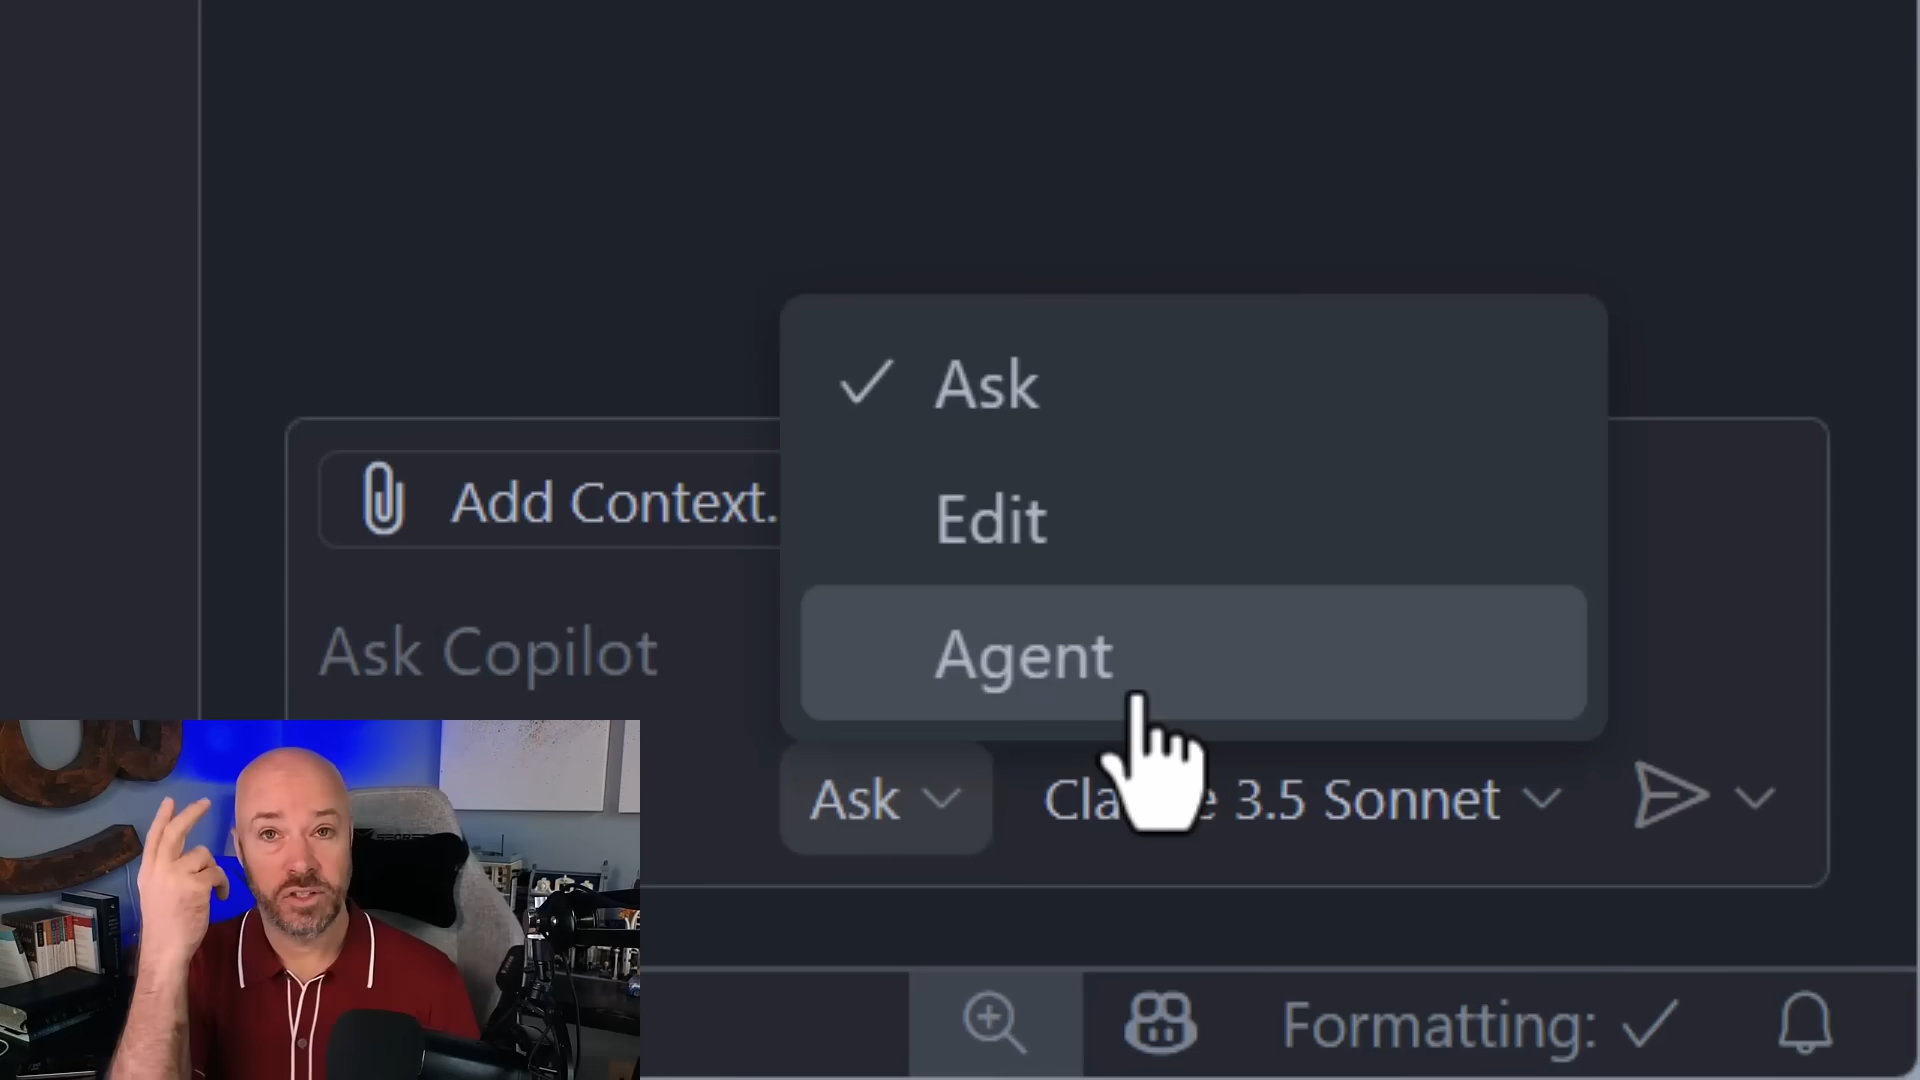 Ask
Edit
Agent
Add Context.
Ask Copilot
Ask
3.5 Sonnet
Formatting: